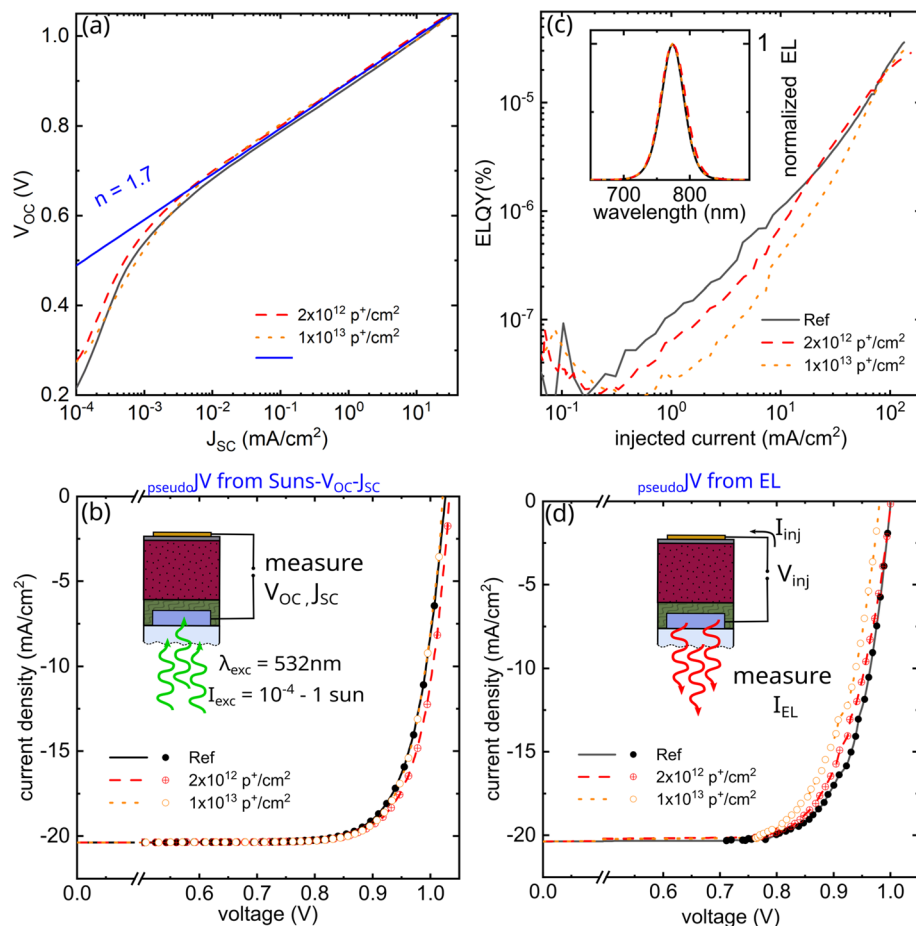 (a)
1.0
0.8
0.6
0.4
0.2
V_OC (V)
n = 1.7
2x10^12 p^+/cm^2
1x10^13 p^+/cm^2
10^-4 10^-3 10^-2 10^-1 10^0 10^1
J_SC (mA/cm^2)
(c)
10^-5
10^-6
10^-7
ELQY(%)
1
normalized EL
700 800
wavelength (nm)
Ref
2x10^12 p^+/cm^2
1x10^13 p^+/cm^2
10^-1 10^0 10^1 10^2
injected current (mA/cm^2)
pseudoJV from Suns-V_OC-J_SC
(b)
0
-5
-10
-15
-20
current density (mA/cm^2)
measure
V_OC , J_SC
λ_exc = 532nm
I_exc = 10^-4 - 1 sun
Ref
2x10^12 p^+/cm^2
1x10^13 p^+/cm^2
0.0 0.6 0.7 0.8 0.9 1.0
voltage (V)
pseudoJV from EL
(d)
0
-5
-10
-15
-20
current density (mA/cm^2)
I_inj
V_inj
measure
I_EL
Ref
2x10^12 p^+/cm^2
1x10^13 p^+/cm^2
0.0 0.6 0.7 0.8 0.9 1.0
voltage (V)